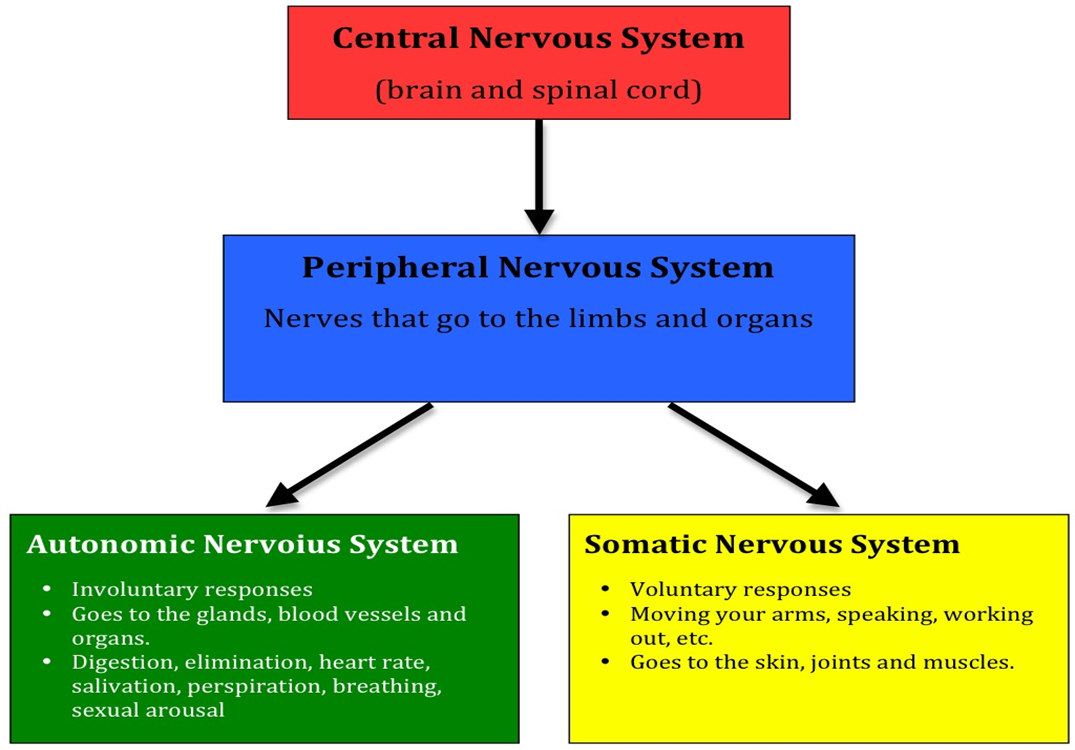 Central Nervous System
(brain and spinal cord)
Peripheral Nervous System
Nerves that go to the limbs and organs
Autonomic Nervoius System
• Involuntary responses
• Goes to the glands, blood vessels and
organs.
• Digestion, elimination, heart rate,
salivation, perspiration, breathing,
sexual arousal
Somatic Nervous System
• Voluntary responses
• Moving your arms, speaking, working
out, etc.
• Goes to the skin, joints and muscles.